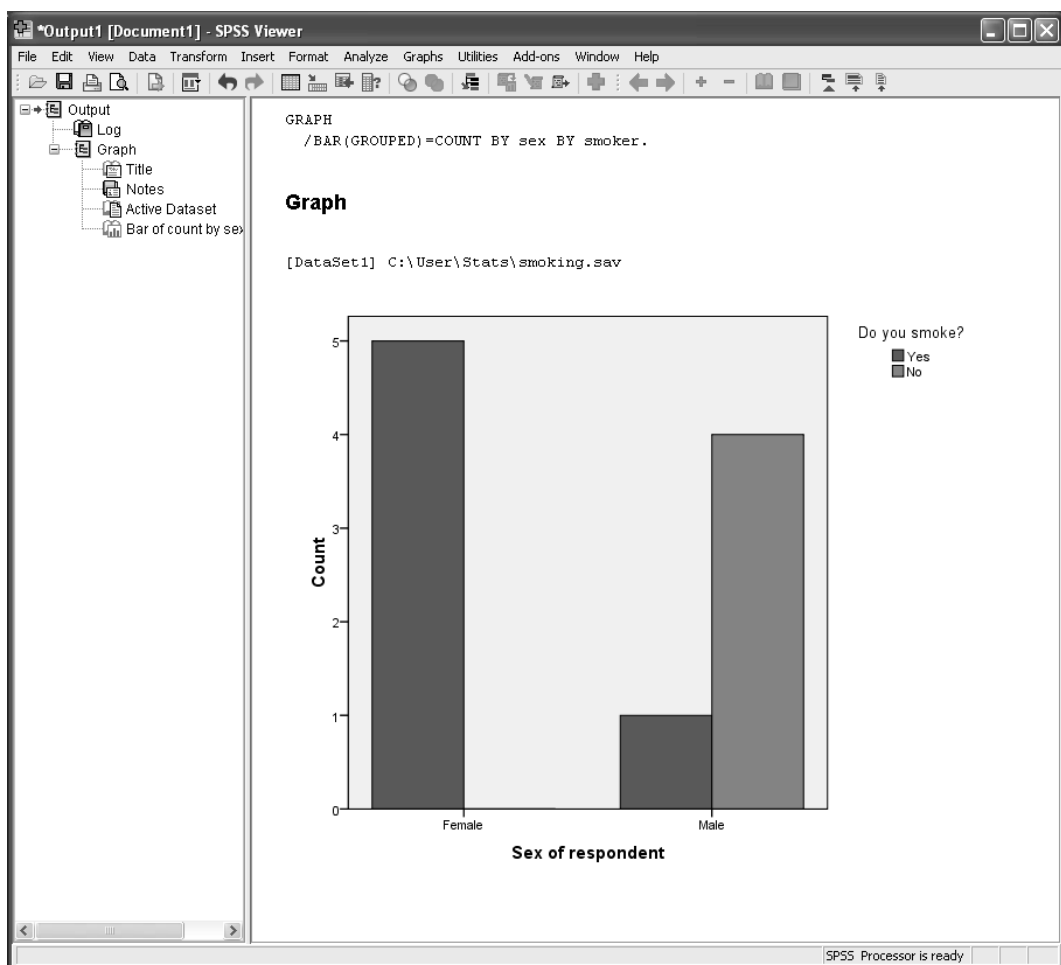 *Output1 [Document1] - SPSS Viewer
File Edit View Data Transform Insert Format Analyze Graphs Utilities Add-ons Window Help
Output
Log
Graph
Title
Notes
Active Dataset
Bar of count by sex
GRAPH
/BAR(GROUPED)=COUNT BY sex BY smoker.
Graph
[DataSet1] C:\User\Stats\smoking.sav
Do you smoke?
Yes
No
5
4
3
2
1
0
Count
Female Male
Sex of respondent
SPSS Processor is ready